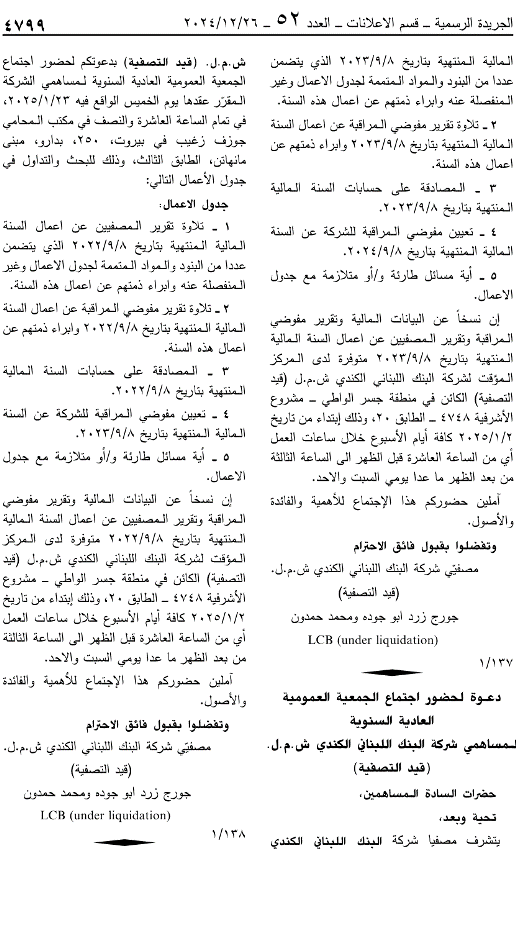 الجريدة الرسمية ــ قسم الاعلانات ــ العدد ٥٢ ــ ٢٠٢٤/١٢/٢٦
٤٧٩٩
المالية المنتهية بتاريخ ٢٠٢٣/٩/٨ الذي يتضمن
عددا من البنود والمواد المتممة لجدول الاعمال وغير
المنفصلة عنه وابراء ذمتهم عن اعمال هذه السنة.
٢ ــ تلاوة تقرير مفوضي المراقبة عن اعمال السنة
المالية المنتهية بتاريخ ٢٠٢٣/٩/٨ وابراء ذمتهم عن
اعمال هذه السنة.
٣ ــ المصادقة على حسابات السنة المالية
المنتهية بتاريخ ٢٠٢٣/٩/٨.
٤ ــ تعيين مفوضي المراقبة للشركة عن السنة
المالية المنتهية بتاريخ ٢٠٢٤/٩/٨.
٥ ــ أية مسائل طارئة و/أو متلازمة مع جدول
الاعمال.
إن نسخاً عن البيانات المالية وتقرير مفوضي
المراقبة وتقرير المصفيين عن اعمال السنة المالية
المنتهية بتاريخ ٢٠٢٣/٩/٨ متوفرة لدى المركز
المؤقت لشركة البنك اللبناني الكندي ش.م.ل (قيد
التصفية) الكائن في منطقة جسر الواطي ــ مشروع
الأشرفية ٤٧٤٨ ــ الطابق ٢٠، وذلك إبتداء من تاريخ
٢٠٢٥/١/٢ كافة أيام الأسبوع خلال ساعات العمل
أي من الساعة العاشرة قبل الظهر الى الساعة الثالثة
من بعد الظهر ما عدا يومي السبت والاحد.
آملين حضوركم هذا الإجتماع للأهمية والفائدة
والأصول.
وتفضلوا بقبول فائق الاحترام
مصفيّي شركة البنك اللبناني الكندي ش.م.ل.
(قيد التصفية)
جورج زرد ابو جوده ومحمد حمدون
LCB (under liquidation)
١/١٣٧
دعـوة لحضور اجتماع الجمعية العمومية
العادية السنوية
لـمساهمي شركة البنك اللبناني الكندي ش.م.ل.
(قيد التصفية)
حضرات السادة الـمساهمين،
تحية وبعد،
يتشرف مصفيا شركة البنك اللبناني الكندي
ش.م.ل. (قيد التصفية) بدعوتكم لحضور اجتماع
الجمعية العمومية العادية السنوية لمساهمي الشركة
المقرّر عقدها يوم الخميس الواقع فيه ٢٠٢٥/١/٢٣،
في تمام الساعة العاشرة والنصف في مكتب المحامي
جوزف زغيب في بيروت، ٢٥٠، بدارو، مبنى
مانهاتن، الطابق الثالث، وذلك للبحث والتداول في
جدول الأعمال التالي:
جدول الاعمال:
١ ــ تلاوة تقرير المصفيين عن اعمال السنة
المالية المنتهية بتاريخ ٢٠٢٢/٩/٨ الذي يتضمن
عددا من البنود والمواد المتممة لجدول الاعمال وغير
المنفصلة عنه وابراء ذمتهم عن اعمال هذه السنة.
٢ ــ تلاوة تقرير مفوضي المراقبة عن اعمال السنة
المالية المنتهية بتاريخ ٢٠٢٢/٩/٨ وابراء ذمتهم عن
اعمال هذه السنة.
٣ ــ المصادقة على حسابات السنة المالية
المنتهية بتاريخ ٢٠٢٢/٩/٨.
٤ ــ تعيين مفوضي المراقبة للشركة عن السنة
المالية المنتهية بتاريخ ٢٠٢٣/٩/٨.
٥ ــ أية مسائل طارئة و/أو متلازمة مع جدول
الاعمال.
إن نسخاً عن البيانات المالية وتقرير مفوضي
المراقبة وتقرير المصفيين عن اعمال السنة المالية
المنتهية بتاريخ ٢٠٢٢/٩/٨ متوفرة لدى المركز
المؤقت لشركة البنك اللبناني الكندي ش.م.ل (قيد
التصفية) الكائن في منطقة جسر الواطي ــ مشروع
الأشرفية ٤٧٤٨ ــ الطابق ٢٠، وذلك إبتداء من تاريخ
٢٠٢٥/١/٢ كافة أيام الأسبوع خلال ساعات العمل
أي من الساعة العاشرة قبل الظهر الى الساعة الثالثة
من بعد الظهر ما عدا يومي السبت والاحد.
آملين حضوركم هذا الإجتماع للأهمية والفائدة
والأصول.
وتفضلوا بقبول فائق الاحترام
مصفيّي شركة البنك اللبناني الكندي ش.م.ل.
(قيد التصفية)
جورج زرد ابو جوده ومحمد حمدون
LCB (under liquidation)
١/١٣٨